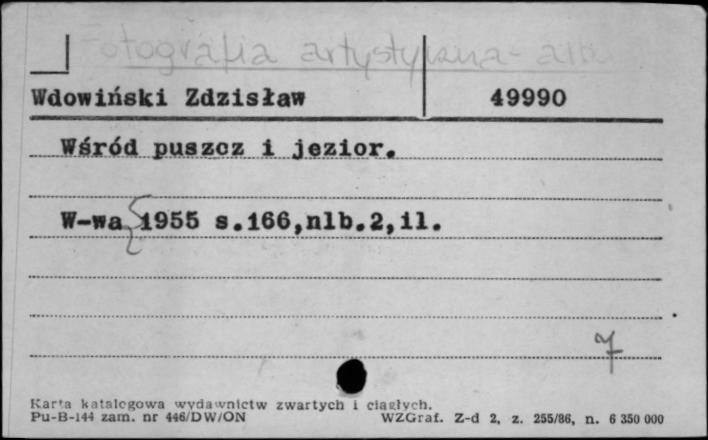 Fotografia artystyczna-
Wdowiński Zdzisław 49990
Wśród puszcz i jezior.
W-wa 1955 s.166,nlb.2,il.
7
Karta katalogowa wydawnictw zwartych i ciągłych.
Pu-B-144 zam. nr 446/DW/ON WZGraf. Z-d 2, z. 255/86, n. 6 350 000